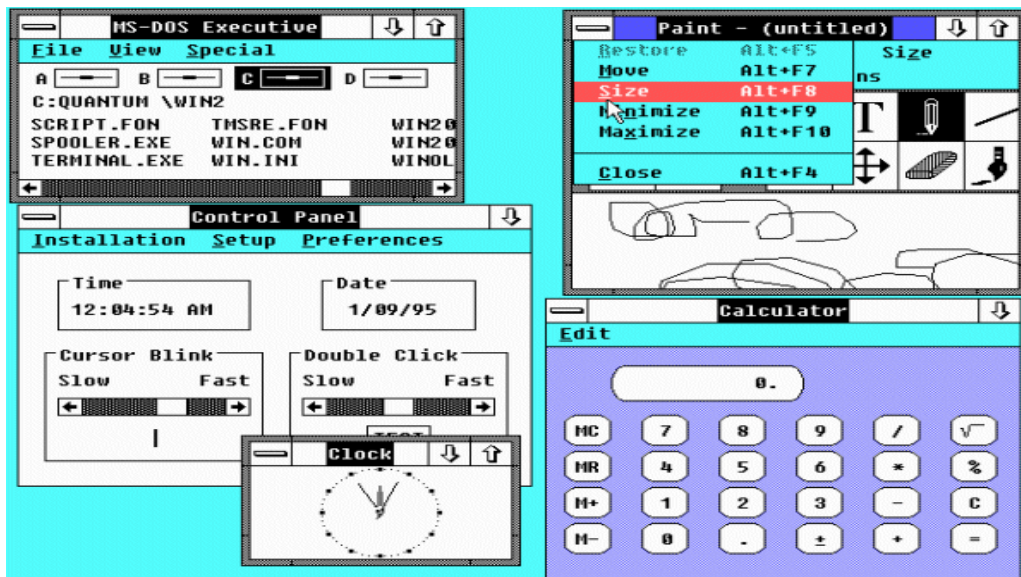 MS-DOS Executive
File View Special
A B C D
C:QUANTUM \WIN2
SCRIPT.FON TMSRE.FON WIN20
SPOOLER.EXE WIN.COM WIN20
TERMINAL.EXE WIN.INI WINOL
Paint - (untitled)
Restore Alt+F5
Move Alt+F7
Size Alt+F8
Alt+F9
Maximize Alt+F10
Close Alt+F4
Size
ns
T
Control Panel
Installation Setup Preferences
Time
12:04:54 AM
Date
1/09/95
Cursor Blink
Slow Fast
Double Click
Slow Fast
Clock
Calculator
Edit
0.
MC 7 8 9 / √
MR 4 5 6 * %
M+ 1 2 3 - C
M- 0 . ± + =